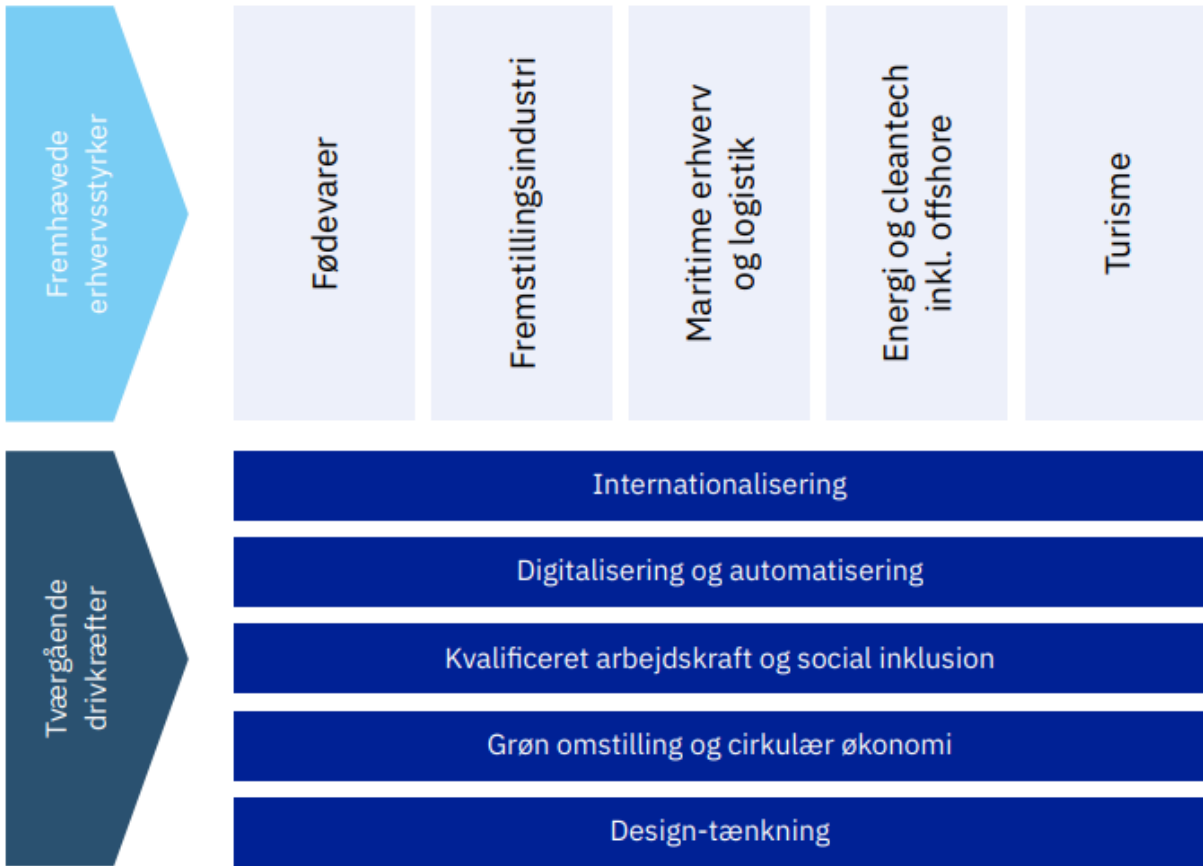 Fremhævede
erhvervsstyrker
Fødevarer
Fremstillingsindustri
Maritime erhverv
og logistik
Energi og cleantech
inkl. offshore
Turisme
Tværgående
drivkræfter
Internationalisering
Digitalisering og automatisering
Kvalificeret arbejdskraft og social inklusion
Grøn omstilling og cirkulær økonomi
Design-tænkning